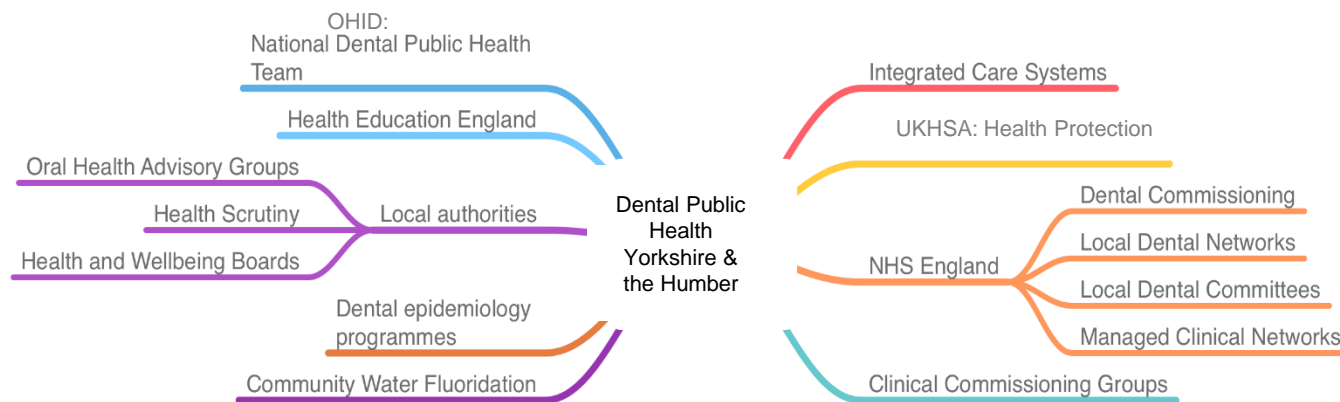 OHID:
National Dental Public Health
Team
Health Education England
Oral Health Advisory Groups
Health Scrutiny
Local authorities
Health and Wellbeing Boards
Dental epidemiology
programmes
Community Water Fluoridation
Dental Public
Health
Yorkshire &
the Humber
Integrated Care Systems
UKHSA: Health Protection
NHS England
Dental Commissioning
Local Dental Networks
Local Dental Committees
Managed Clinical Networks
Clinical Commissioning Groups